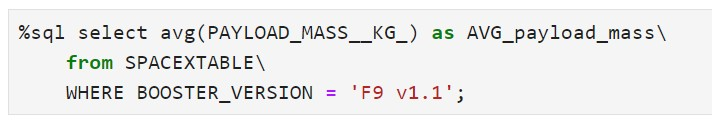 %sql select avg(PAYLOAD_MASS__KG_) as AVG_payload_mass\
from SPACEXTABLE\
WHERE BOOSTER_VERSION = 'F9 v1.1';